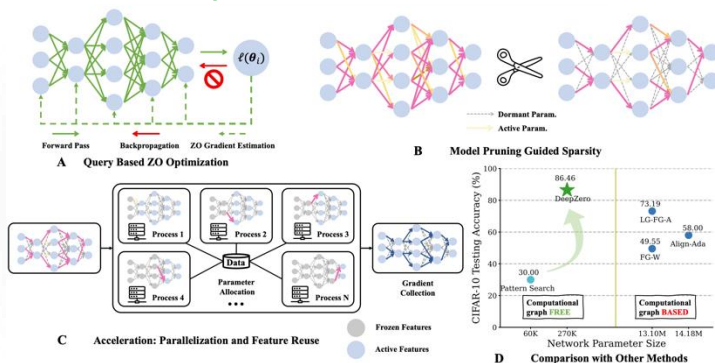 ℓ(θᵢ)
Forward Pass
Backpropagation
ZO Gradient Estimation
A Query Based ZO Optimization
Dormant Param.
Active Param.
B Model Pruning Guided Sparsity
Process 1
Process 2
Process 3
Data
Parameter
Allocation
Process 4
Process N
Gradient
Collection
Frozen Features
Active Features
C Acceleration: Parallelization and Feature Reuse
CIFAR-10 Testing Accuracy (%)
100
80
60
40
20
0
86.46
DeepZero
73.19
LG-FG-A
58.00
Align-Ada
49.55
FG-W
30.00
Pattern Search
Computational
graph FREE
Computational
graph BASED
60K
270K
13.10M
14.18M
Network Parameter Size
D Comparison with Other Methods